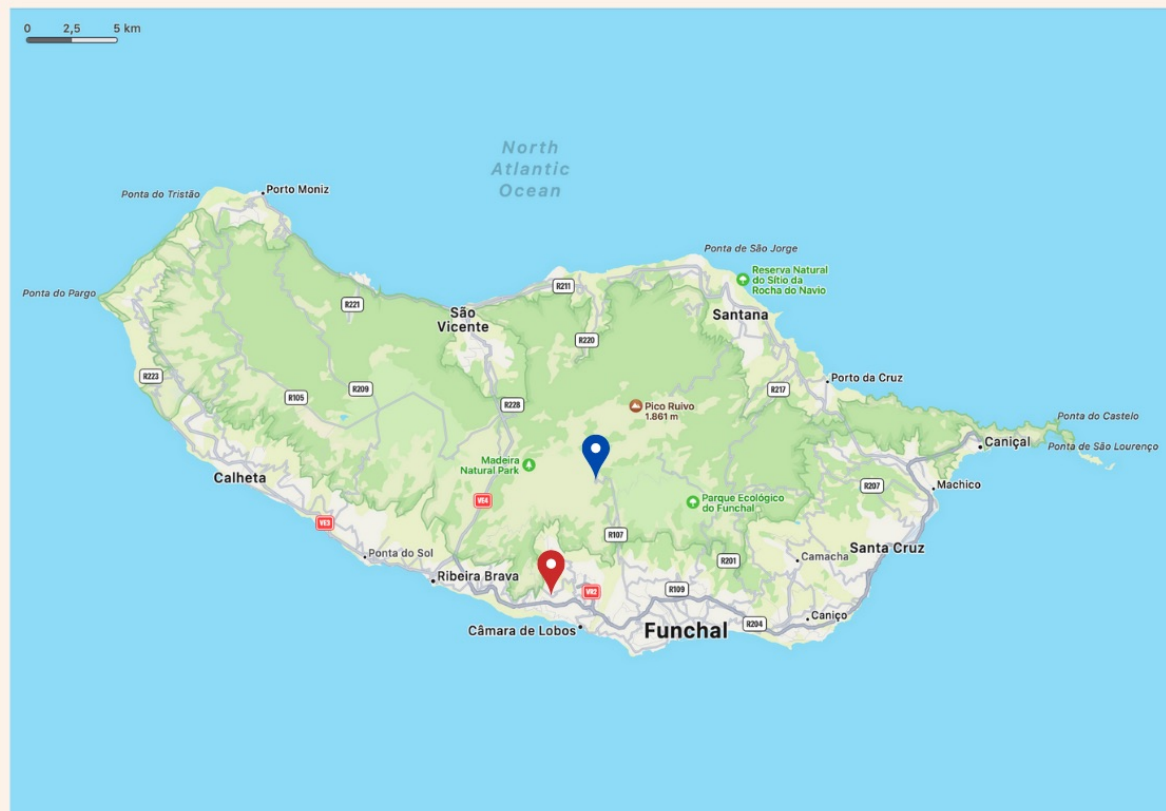 0 2,5 5 km
North
Atlantic
Ocean
Ponta do Tristão
Porto Moniz
Ponta de São Jorge
Reserva Natural
do Sítio da
Rocha do Navio
Ponta do Pargo
R211
R221
São
Vicente
Santana
R220
R223
R209
R105
R228
R217
Porto da Cruz
Pico Ruivo
1.861 m
Ponta do Castelo
Caniçal
Ponta de São Lourenço
Madeira
Natural Park
Calheta
Machico
R207
VE4
Parque Ecológico
do Funchal
VE3
R107
Ponta do Sol
Santa Cruz
Camacha
R201
Ribeira Brava
VR2
R109
Caniço
R204
Câmara de Lobos
Funchal